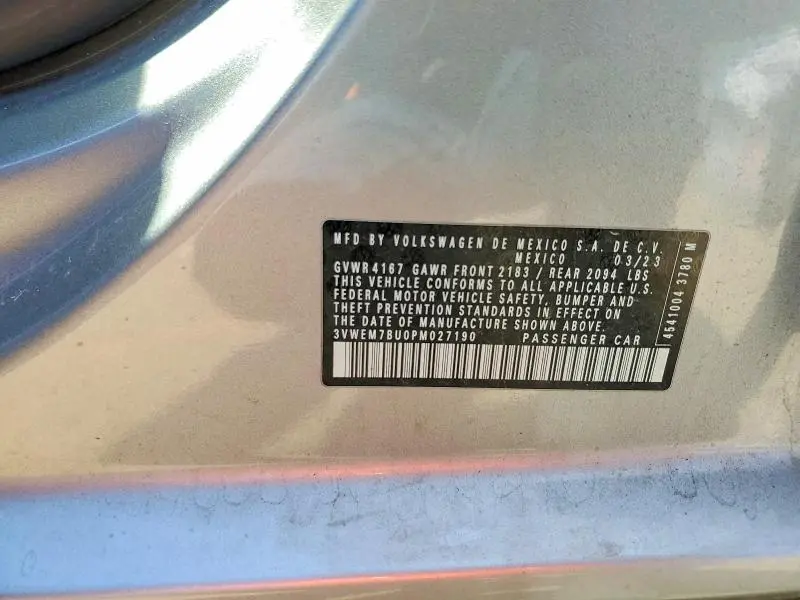 MFD BY VOLKSWAGEN DE MEXICO S.A. DE C.V.
MEXICO 03/23
GVWR 4167 GAWR FRONT 2183 / REAR 2094 LBS
THIS VEHICLE CONFORMS TO ALL APPLICABLE U.S.
FEDERAL MOTOR VEHICLE SAFETY, BUMPER AND
THEFT PREVENTION STANDARDS IN EFFECT ON
THE DATE OF MANUFACTURE SHOWN ABOVE.
3VWEM7BU0PM027190 PASSENGER CAR
4541004 3780 M